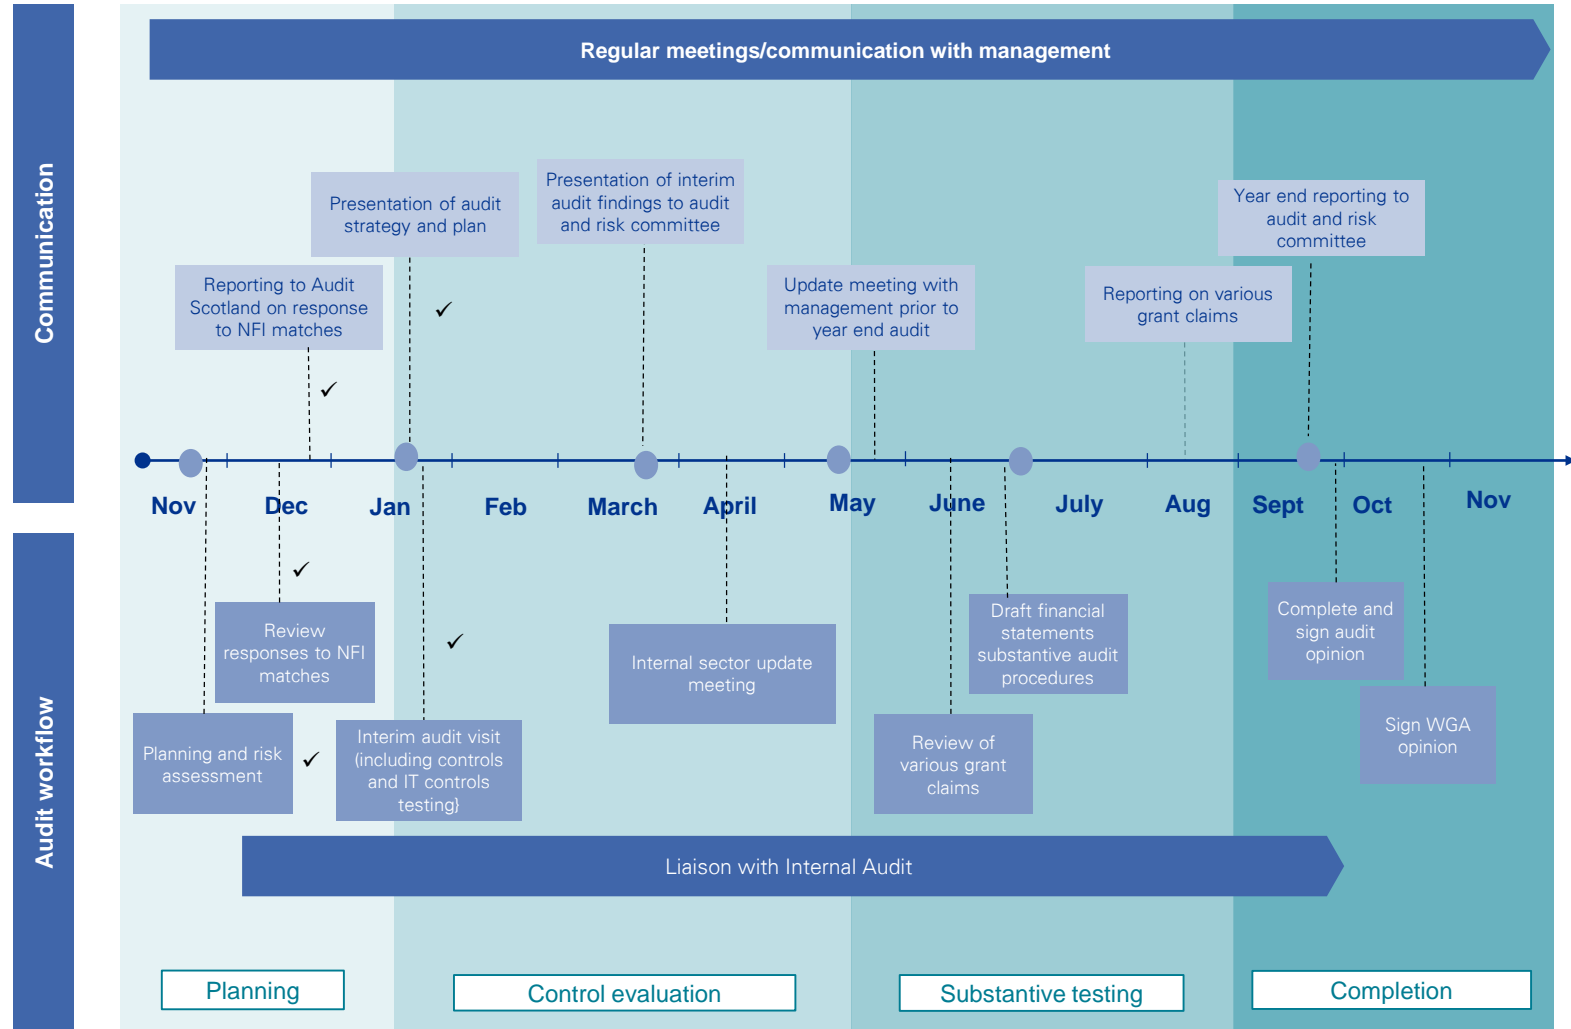 Communication
Regular meetings/communication with management
Presentation of audit
strategy and plan
Presentation of interim
audit findings to audit
and risk committee
Year end reporting to
audit and risk
committee
Reporting to Audit
Scotland on response
to NFI matches
Update meeting with
management prior to
year end audit
Reporting on various
grant claims
Nov
Dec
Jan
Feb
March
April
May
June
July
Aug
Sept
Oct
Nov
Audit workflow
Review
responses to NFI
matches
Planning and risk
assessment
Interim audit visit
(including controls
and IT controls
testing}
Internal sector update
meeting
Draft financial
statements
substantive audit
procedures
Review of
various grant
claims
Complete and
sign audit
opinion
Sign WGA
opinion
Liaison with Internal Audit
Planning
Control evaluation
Substantive testing
Completion